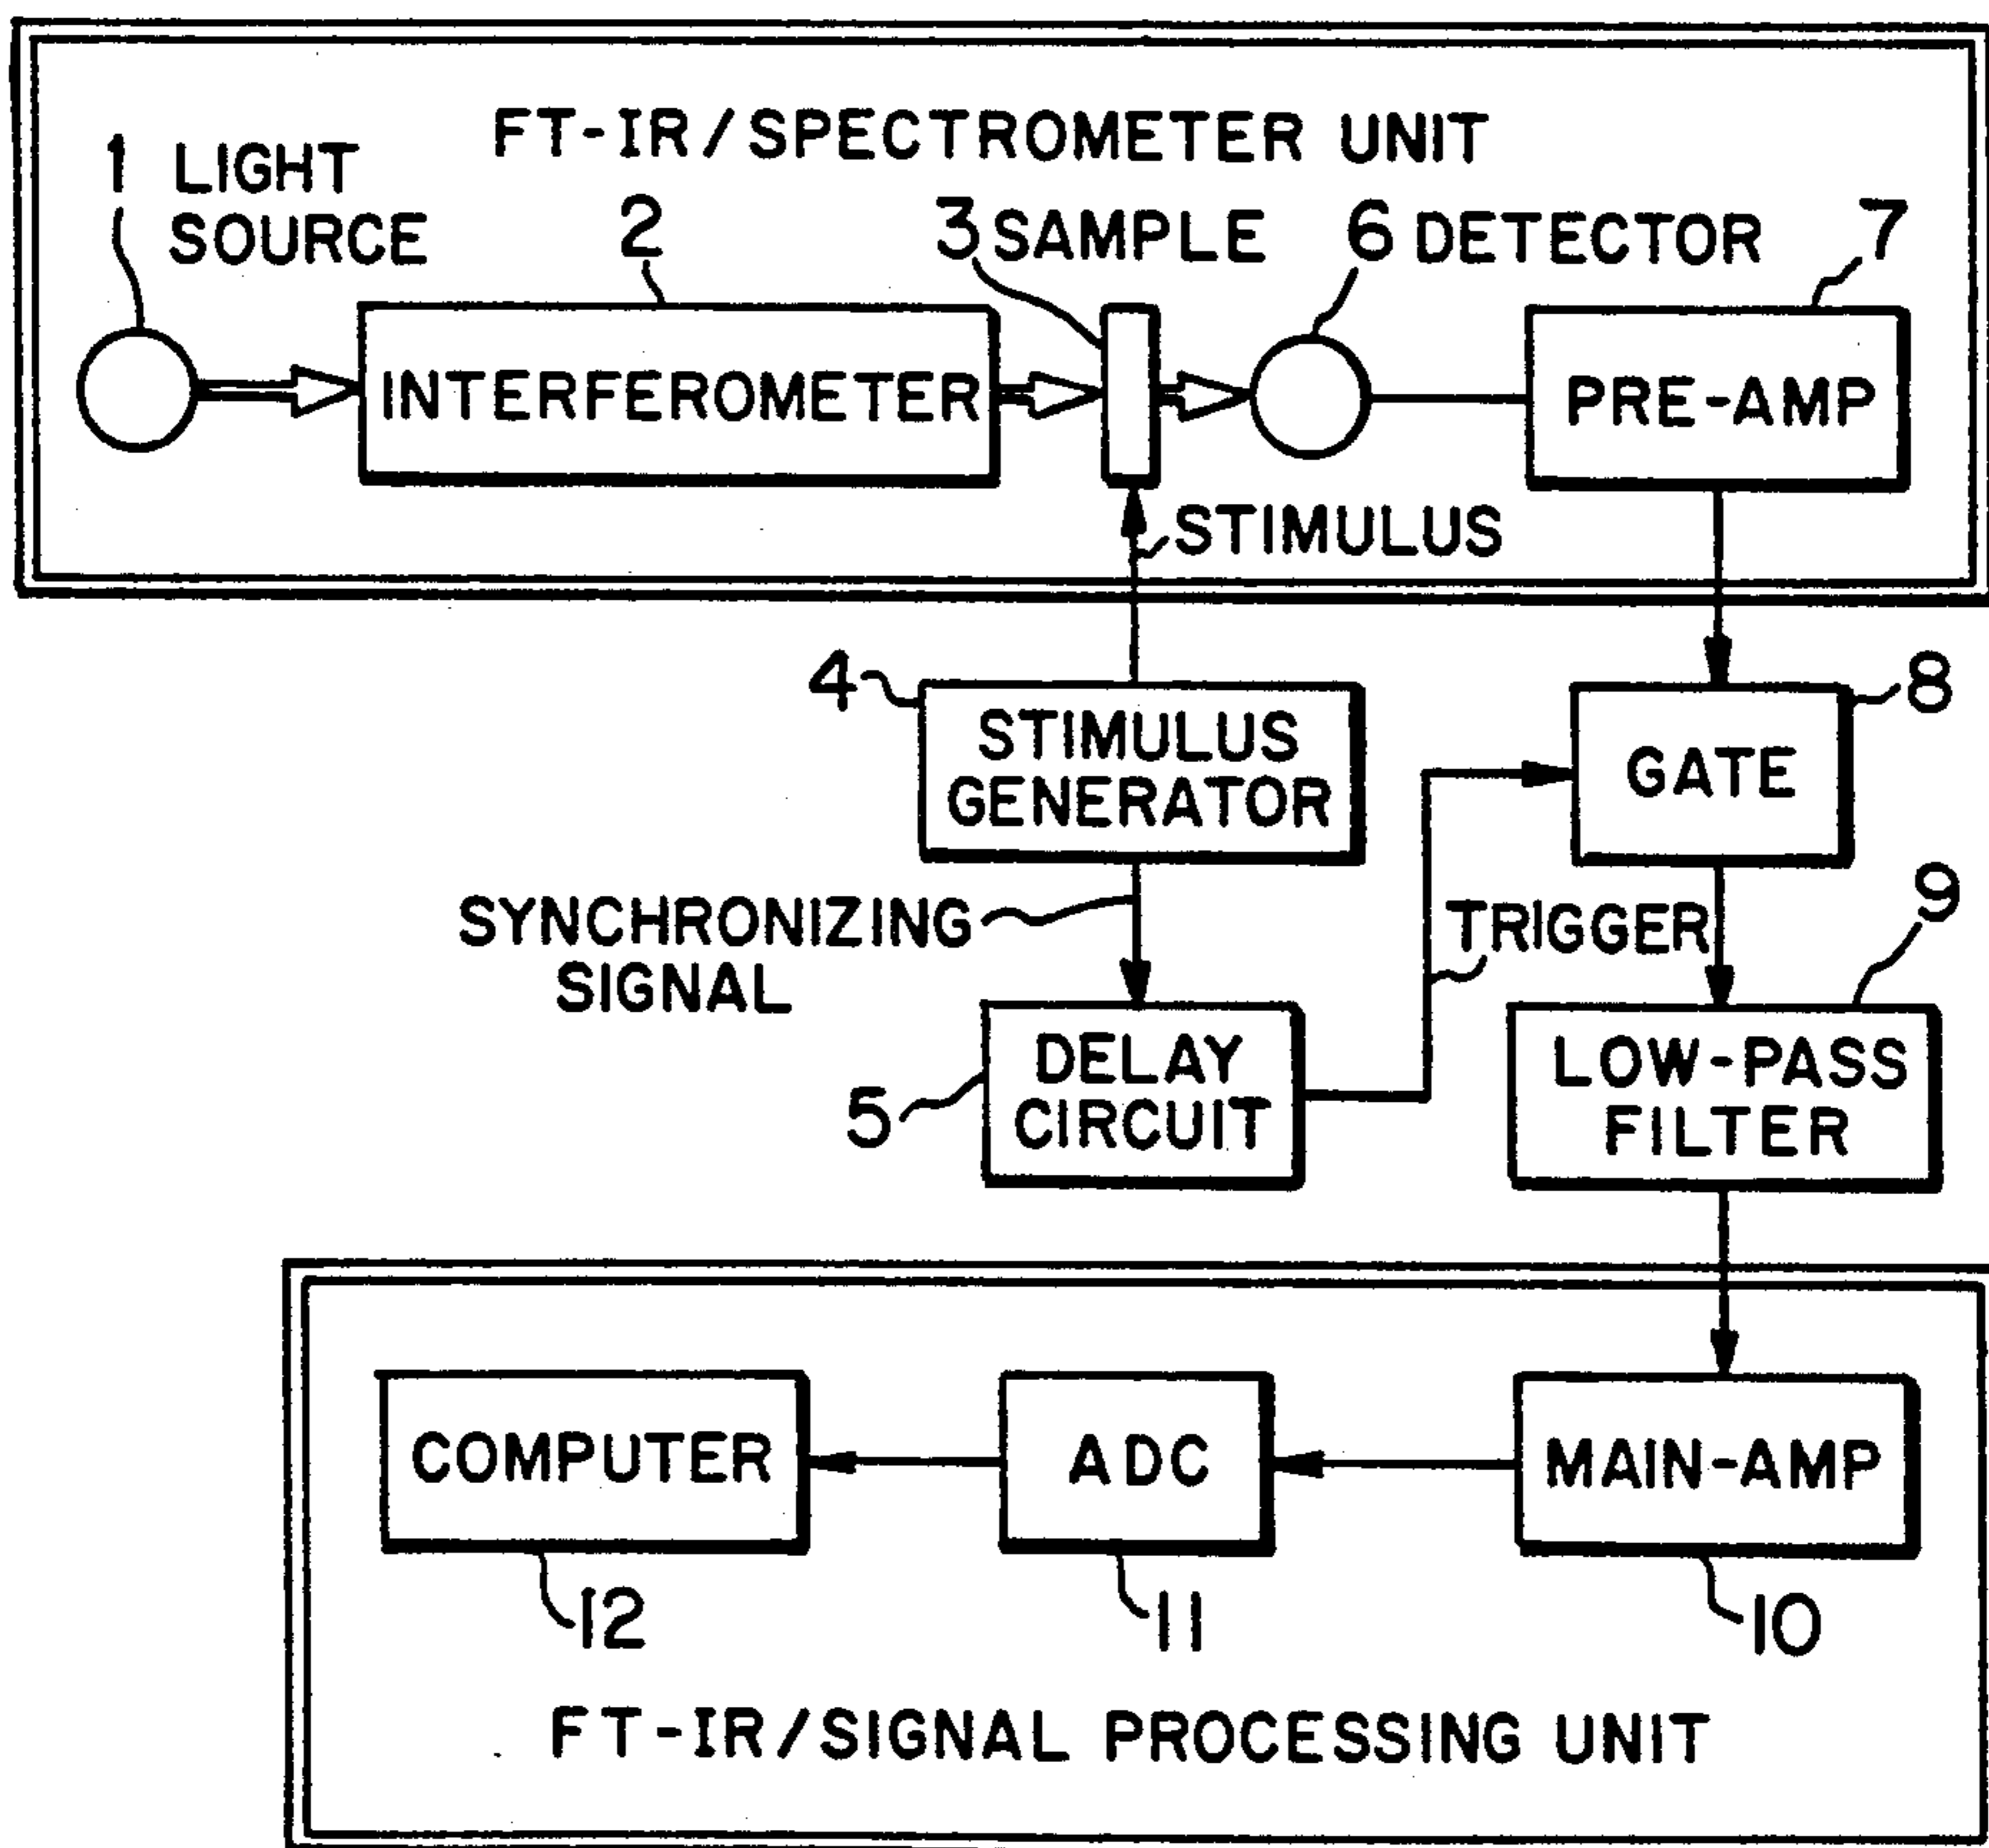 FT-IR/SPECTROMETER UNIT
1 LIGHT
SOURCE
2
3 SAMPLE
6 DETECTOR
7
INTERFEROMETER
PRE-AMP
STIMULUS
4
STIMULUS
GENERATOR
8
GATE
SYNCHRONIZING
SIGNAL
TRIGGER
9
5
DELAY
CIRCUIT
LOW-PASS
FILTER
COMPUTER
ADC
MAIN-AMP
12
11
10
FT-IR/SIGNAL PROCESSING UNIT